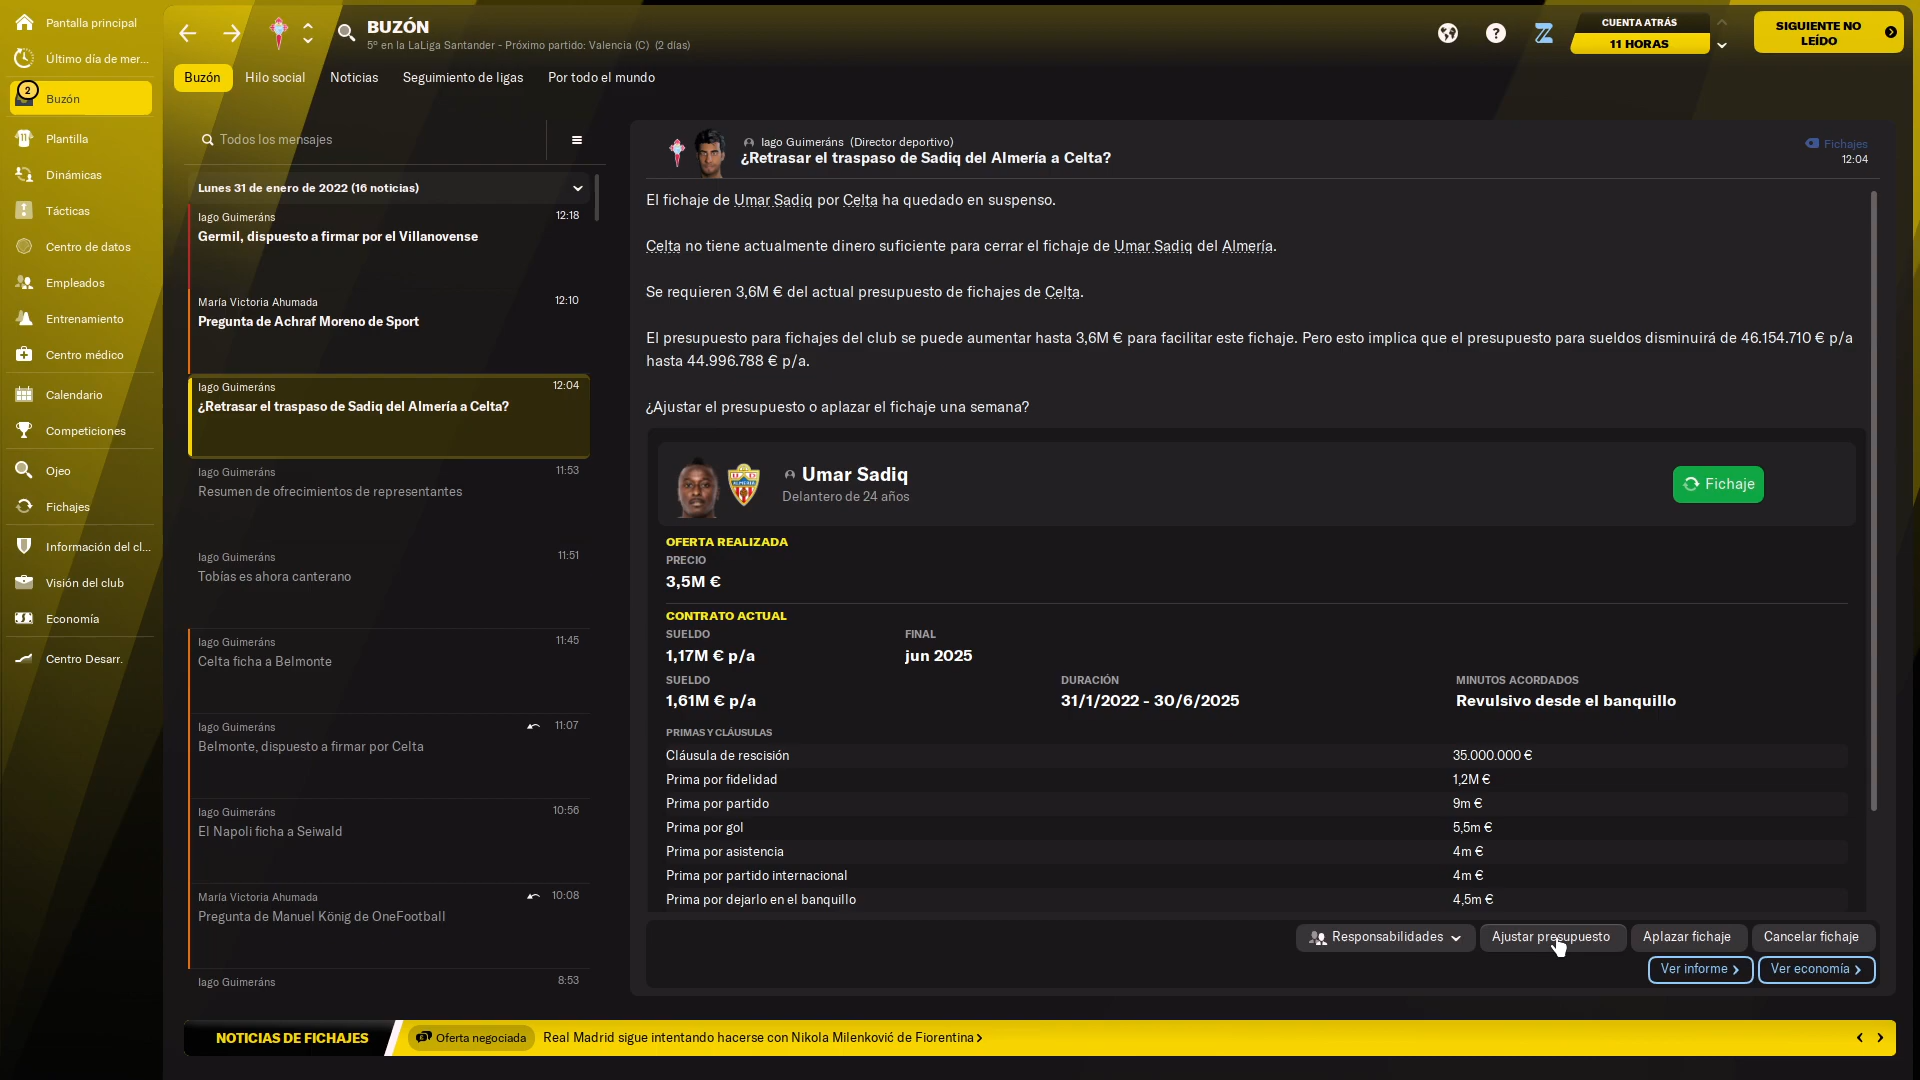 Pantalla principal
Último día de mer...
2
Buzón
Plantilla
Dinámicas
Tácticas
Centro de datos
Empleados
Entrenamiento
Centro médico
Calendario
Competiciones
Ojeo
Fichajes
Información del cl...
Visión del club
Economía
Centro Desarr.
BUZÓN
5º en la LaLiga Santander - Próximo partido: Valencia (C) (2 días)
CUENTA ATRÁS
11 HORAS
SIGUIENTE NO LEÍDO
Buzón Hilo social Noticias Seguimiento de ligas Por todo el mundo
Todos los mensajes
Lunes 31 de enero de 2022 (16 noticias)
Iago Guimeráns 12:18
Germil, dispuesto a firmar por el Villanovense
María Victoria Ahumada 12:10
Pregunta de Achraf Moreno de Sport
Iago Guimeráns 12:04
¿Retrasar el traspaso de Sadiq del Almería a Celta?
Iago Guimeráns 11:53
Resumen de ofrecimientos de representantes
Iago Guimeráns 11:51
Tobías es ahora canterano
Iago Guimeráns 11:45
Celta ficha a Belmonte
Iago Guimeráns 11:07
Belmonte, dispuesto a firmar por Celta
Iago Guimeráns 10:56
El Napoli ficha a Seiwald
María Victoria Ahumada 10:08
Pregunta de Manuel König de OneFootball
Iago Guimeráns 8:53
Iago Guimeráns (Director deportivo)
¿Retrasar el traspaso de Sadiq del Almería a Celta?
Fichajes
12:04
El fichaje de Umar Sadiq por Celta ha quedado en suspenso.
Celta no tiene actualmente dinero suficiente para cerrar el fichaje de Umar Sadiq del Almería.
Se requieren 3,6M € del actual presupuesto de fichajes de Celta.
El presupuesto para fichajes del club se puede aumentar hasta 3,6M € para facilitar este fichaje. Pero esto implica que el presupuesto para sueldos disminuirá de 46.154.710 € p/a
hasta 44.996.788 € p/a.
¿Ajustar el presupuesto o aplazar el fichaje una semana?
Umar Sadiq
Delantero de 24 años
Fichaje
OFERTA REALIZADA
PRECIO
3,5M €
CONTRATO ACTUAL
SUELDO FINAL
1,17M € p/a jun 2025
SUELDO DURACIÓN MINUTOS ACORDADOS
1,61M € p/a 31/1/2022 - 30/6/2025 Revulsivo desde el banquillo
PRIMAS Y CLÁUSULAS
Cláusula de rescisión 35.000.000 €
Prima por fidelidad 1,2M €
Prima por partido 9m €
Prima por gol 5,5m €
Prima por asistencia 4m €
Prima por partido internacional 4m €
Prima por dejarlo en el banquillo 4,5m €
Responsabilidades Ajustar presupuesto Aplazar fichaje Cancelar fichaje
Ver informe Ver economía
NOTICIAS DE FICHAJES Oferta negociada Real Madrid sigue intentando hacerse con Nikola Milenković de Fiorentina